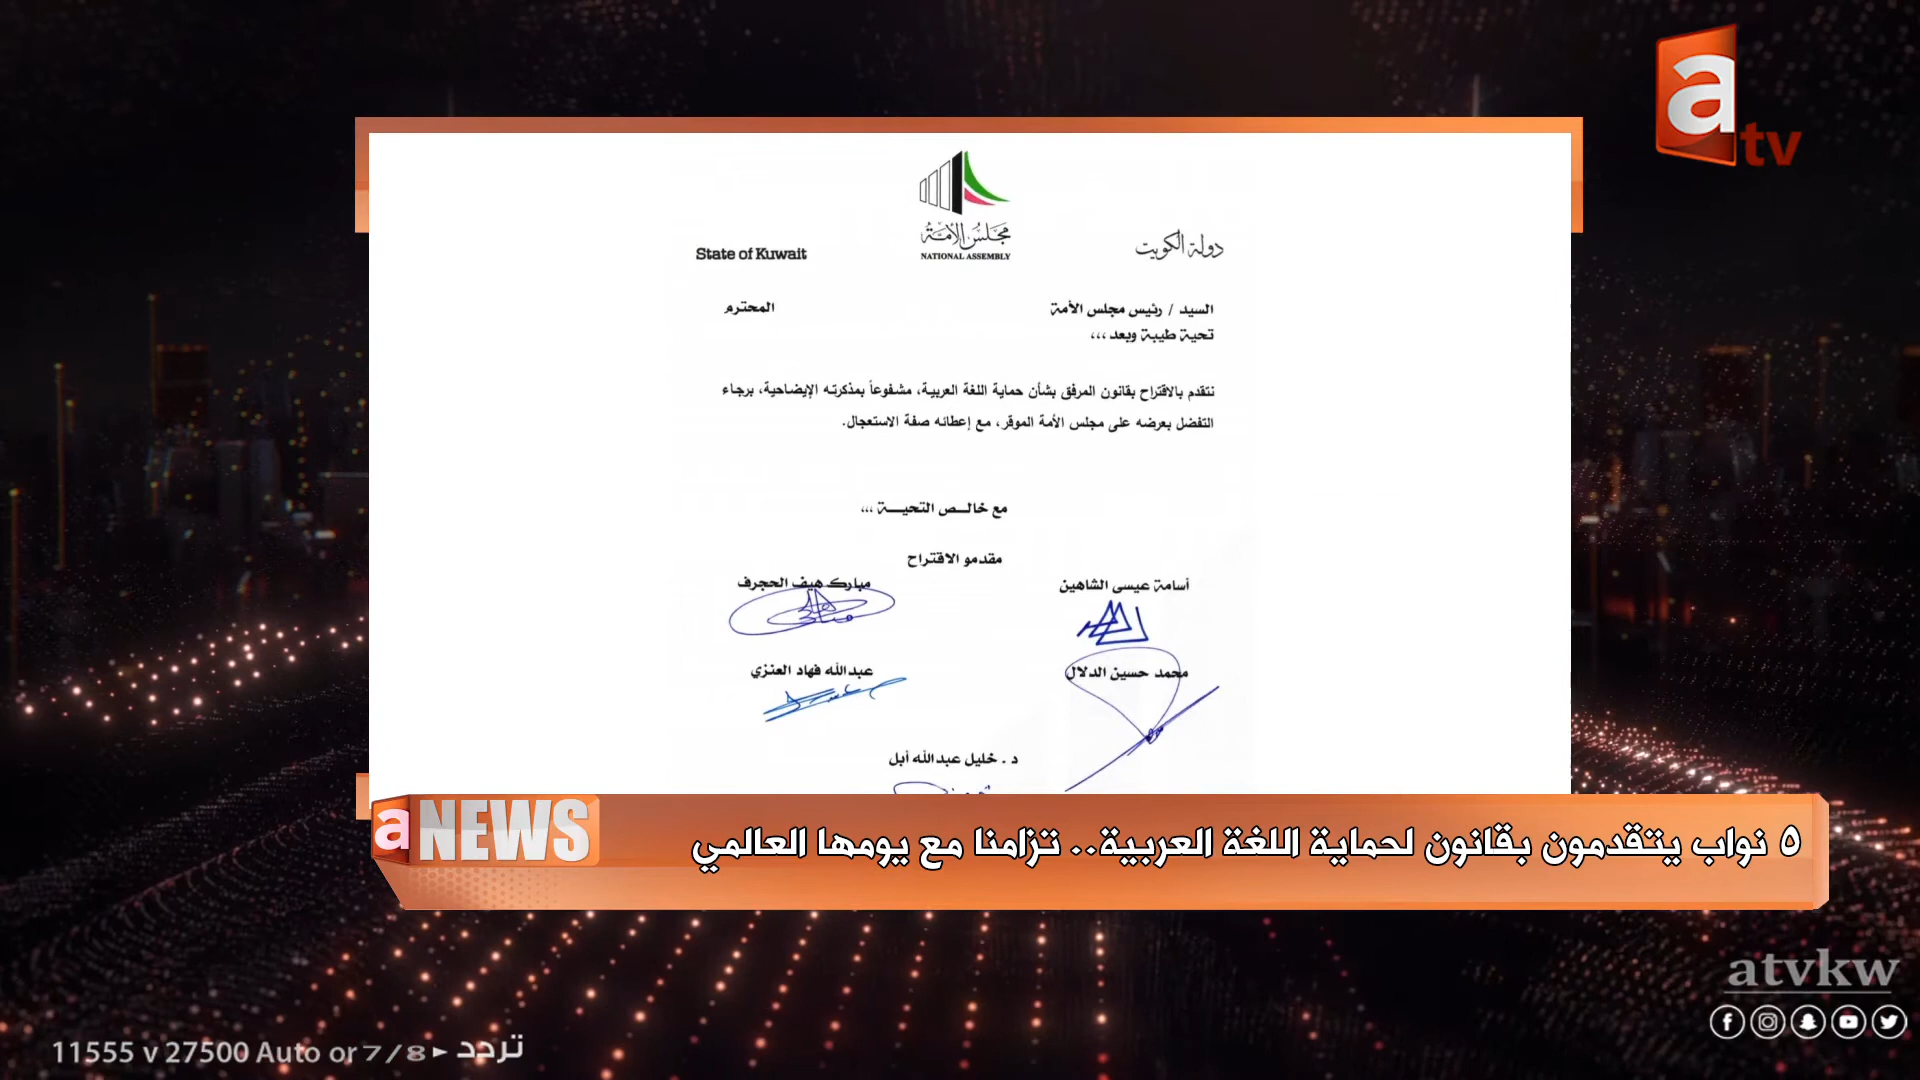 a tv
مجلس الأمة
NATIONAL ASSEMBLY
دولة الكويت
State of Kuwait
السيد / رئيس مجلس الأمة المحترم
تحية طيبة وبعد ،،،
نتقدم بالاقتراح بقانون المرفق بشأن حماية اللغة العربية، مشفوعاً بمذكرته الإيضاحية، برجاء
التفضل بعرضه على مجلس الأمة الموقر، مع إعطائه صفة الاستعجال.
مع خالــص التحيـــة ،،،
مقدمو الاقتراح
أسامة عيسى الشاهين
مبارك هيف الحجرف
محمد حسين الدلال
عبدالله فهاد العنزي
د . خليل عبدالله أبل
a NEWS
٥ نواب يتقدمون بقانون لحماية اللغة العربية.. تزامنا مع يومها العالمي
atvkw
11555 v 27500 Auto or 7/8 تردد